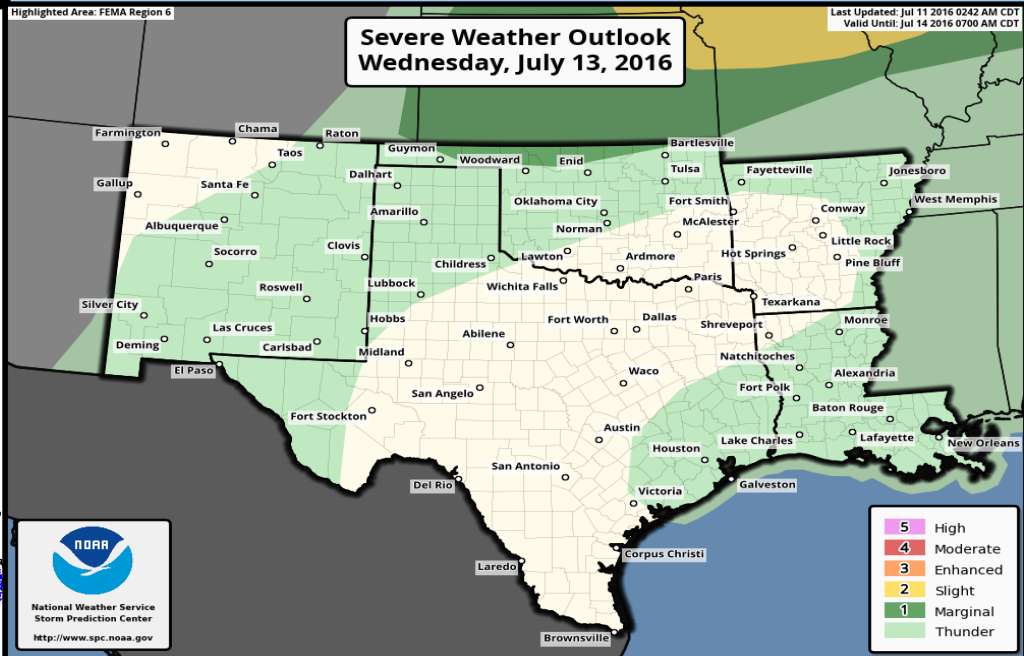 Highlighted Area: FEMA Region 6
Last Updated: Jul 11 2016 0242 AM CDT
Valid Until: Jul 14 2016 0700 AM CDT
Severe Weather Outlook
Wednesday, July 13, 2016
Farmington
Chama
Raton
Taos
Guymon
Woodward
Enid
Bartlesville
Gallup
Santa Fe
Dalhart
Tulsa
Fayetteville
Jonesboro
Albuquerque
Amarillo
Oklahoma City
Fort Smith
Conway
West Memphis
Norman
McAlester
Socorro
Clovis
Childress
Lawton
Ardmore
Hot Springs
Little Rock
Pine Bluff
Roswell
Lubbock
Wichita Falls
Paris
Silver City
Texarkana
Las Cruces
Hobbs
Abilene
Fort Worth
Dallas
Shreveport
Monroe
Deming
Carlsbad
Midland
Natchitoches
El Paso
San Angelo
Waco
Fort Polk
Alexandria
Fort Stockton
Austin
Baton Rouge
Houston
Lake Charles
Lafayette
New Orleans
Del Rio
San Antonio
Victoria
Galveston
Laredo
Corpus Christi
Brownsville
NOAA
National Weather Service
Storm Prediction Center
http://www.spc.noaa.gov
5 High
4 Moderate
3 Enhanced
2 Slight
1 Marginal
Thunder